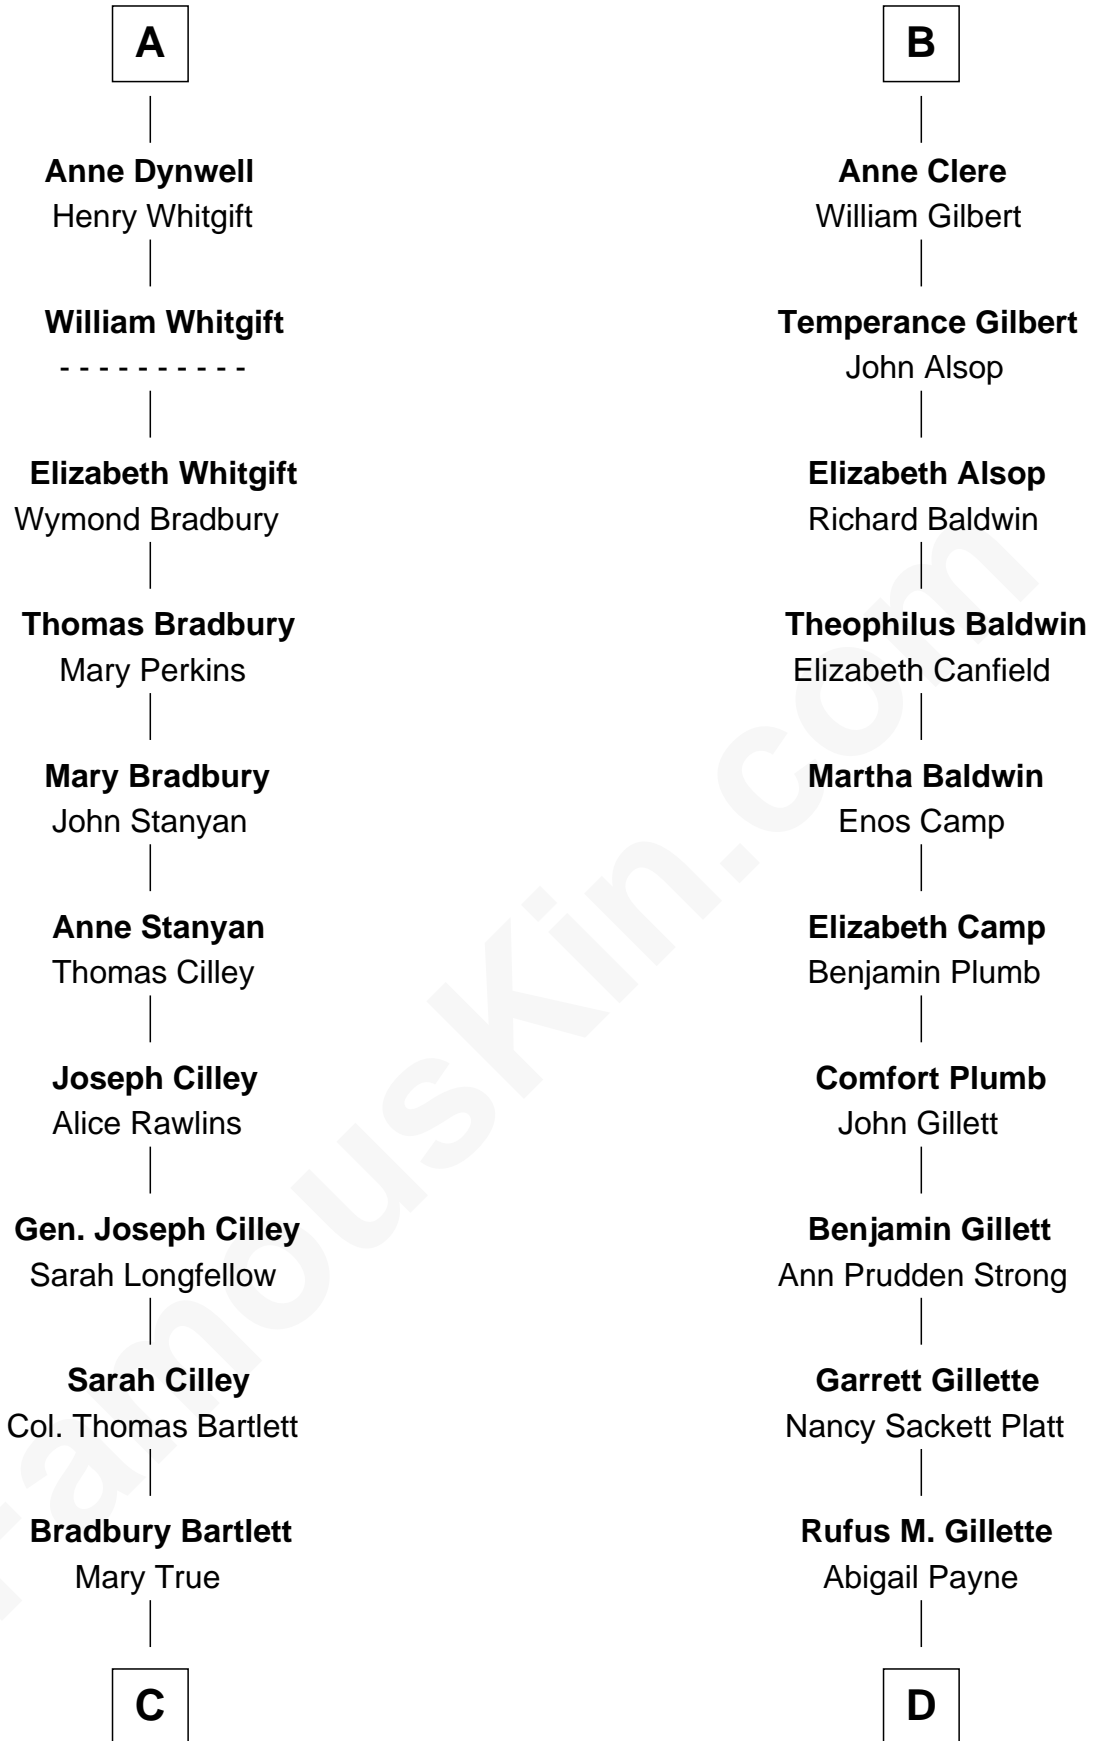 A
Anne Dynwell
Henry Whitgift
William Whitgift
- - - - - - - - - -
Elizabeth Whitgift
Wymond Bradbury
Thomas Bradbury
Mary Perkins
Mary Bradbury
John Stanyan
Anne Stanyan
Thomas Cilley
Joseph Cilley
Alice Rawlins
Gen. Joseph Cilley
Sarah Longfellow
Sarah Cilley
Col. Thomas Bartlett
Bradbury Bartlett
Mary True
C
B
Anne Clere
William Gilbert
Temperance Gilbert
John Alsop
Elizabeth Alsop
Richard Baldwin
Theophilus Baldwin
Elizabeth Canfield
Martha Baldwin
Enos Camp
Elizabeth Camp
Benjamin Plumb
Comfort Plumb
John Gillett
Benjamin Gillett
Ann Prudden Strong
Garrett Gillette
Nancy Sackett Platt
Rufus M. Gillette
Abigail Payne
D
FamousKin.com